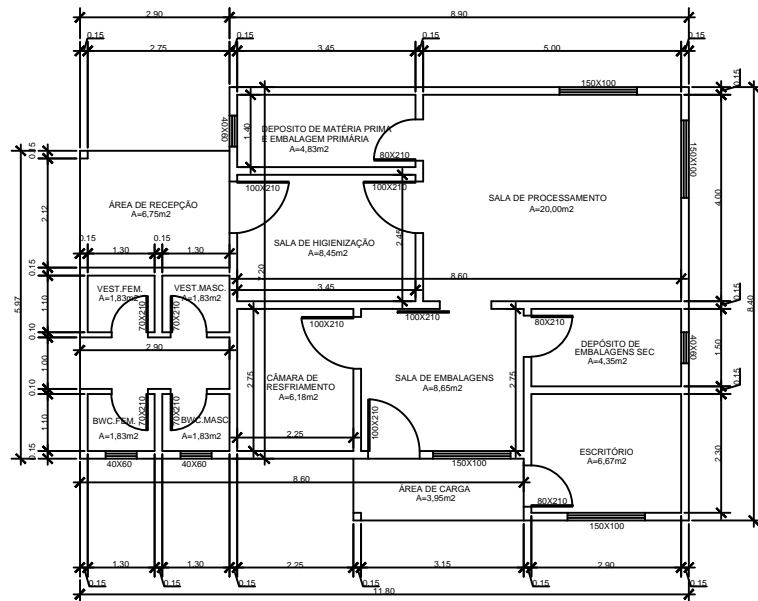 2.90
8.90
0.15
0.15
0.15
2.75
3.45
5.00
0.15
150X100
40X60
1.40
DEPOSITO DE MATÉRIA PRIMA
E EMBALAGEM PRIMÁRIA
A=4,83m2
80X210
150X100
0.15
100X210
100X210
2.12
ÁREA DE RECEPÇÃO
A=6,75m2
SALA DE PROCESSAMENTO
A=20,00m2
4.00
SALA DE HIGIENIZAÇÃO
A=8,45m2
2.45
0.15
0.15
1.30
1.30
0.15
7.20
8.60
3.45
5.97
8.40
VEST.FEM.
A=1,83m2
VEST.MASC.
A=1,83m2
1.10
70X210
70X210
0.15
100X210
100X210
80X210
0.10
2.90
1.00
0.10
DEPÓSITO DE
EMBALAGENS SEC
A=4,35m2
40X60
1.50
2.75
CÂMARA DE
RESFRIAMENTO
A=6,18m2
SALA DE EMBALAGENS
A=8,65m2
2.75
0.15
2.25
70X210
70X210
1.10
BWC.FEM.
A=1,83m2
BWC.MASC
A=1,83m2
100X210
0.15
40X60
40X60
150X100
ESCRITÓRIO
A=6,67m2
2.30
8.60
ÁREA DE CARGA
A=3,95m2
80X210
150X100
0.15
1.30
1.30
2.25
3.15
2.90
0.15
0.15
0.15
0.15
0.15
0.15
11.80